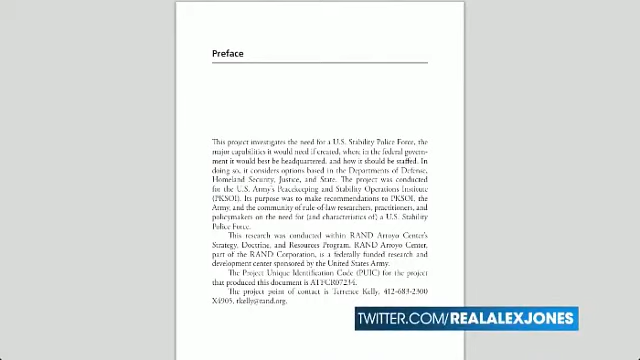 Preface
This project investigates the need for a U.S. Stability Police Force, the
major capabilities it would need if created, where in the federal govern-
ment it would best be headquartered, and how it should be staffed. In
doing so, it considers options based in the Departments of Defense,
Homeland Security, Justice, and State. The project was conducted
for the U.S. Army's Peacekeeping and Stability Operations Institute
(PKSOI). Its purpose was to make recommendations to PKSOI, the
Army, and the community of rule-of-law researchers, practitioners, and
policymakers on the need for (and characteristics of) a U.S. Stability
Police Force.
This research was conducted within RAND Arroyo Center's
Strategy, Doctrine, and Resources Program. RAND Arroyo Center,
part of the RAND Corporation, is a federally funded research and
development center sponsored by the United States Army.
The Project Unique Identification Code (PUIC) for the project
that produced this document is ATFCR07234.
The project point of contact is Terrence Kelly, 412-683-2300
X4905, tkelly@rand.org.
TWITTER.COM/REALALEXJONES